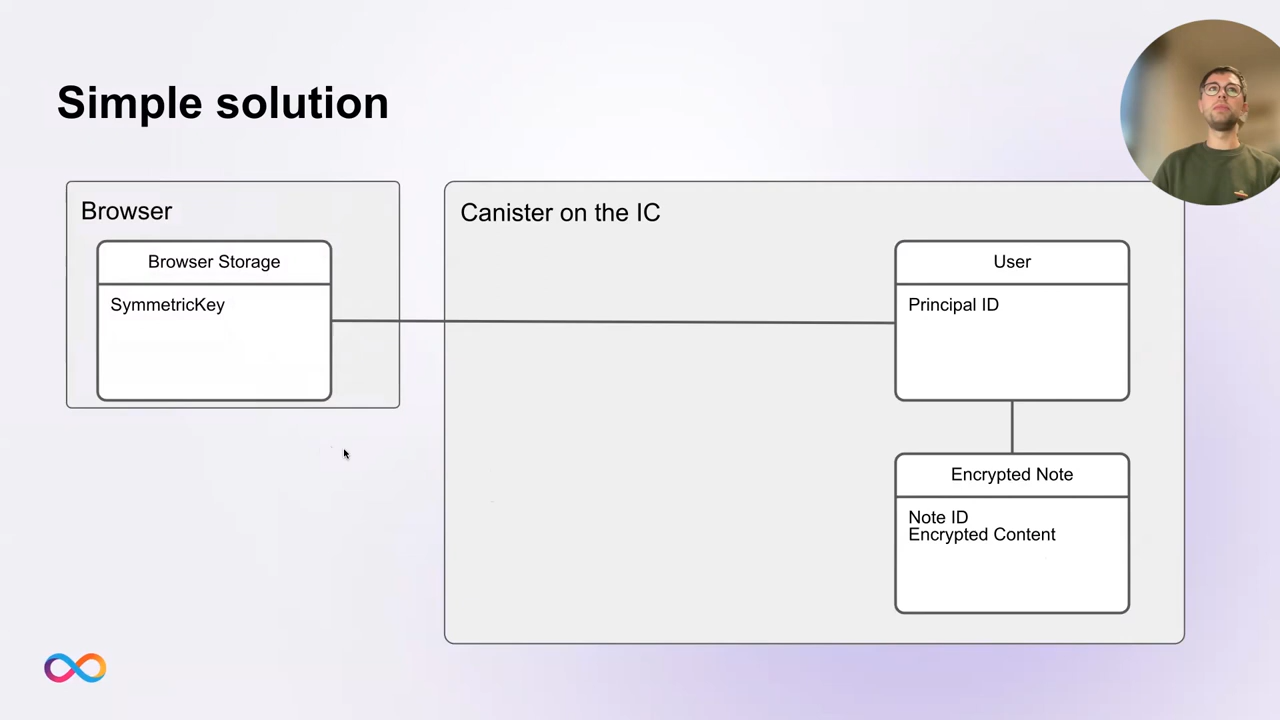 Simple solution
Browser
Browser Storage
SymmetricKey
Canister on the IC
User
Principal ID
Encrypted Note
Note ID
Encrypted Content